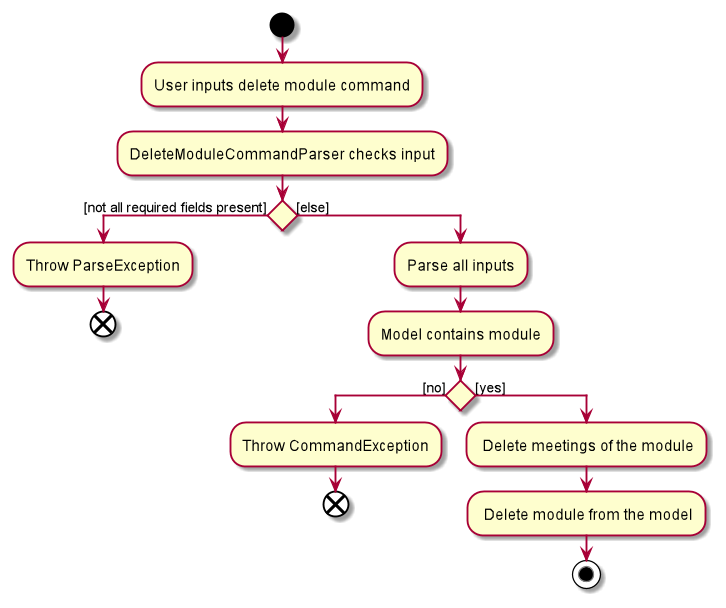 User inputs delete module command
DeleteModuleCommandParser checks input
[not all required fields present]
[else]
Throw ParseException
Parse all inputs
Model contains module
[no]
[yes]
Throw CommandException
Delete meetings of the module
Delete module from the model